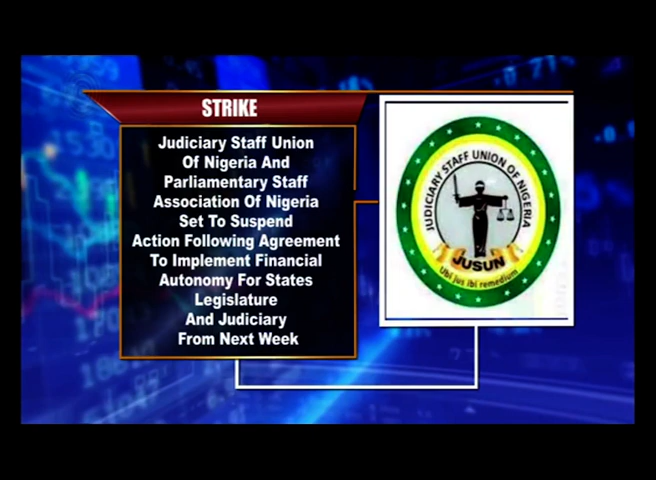 STRIKE
Judiciary Staff Union
Of Nigeria And
Parliamentary Staff
Association Of Nigeria
Set To Suspend
Action Following Agreement
To Implement Financial
Autonomy For States
Legislature
And Judiciary
From Next Week
JUDICIARY STAFF UNION OF NIGERIA
JUSUN
Ubi jus ibi remedium